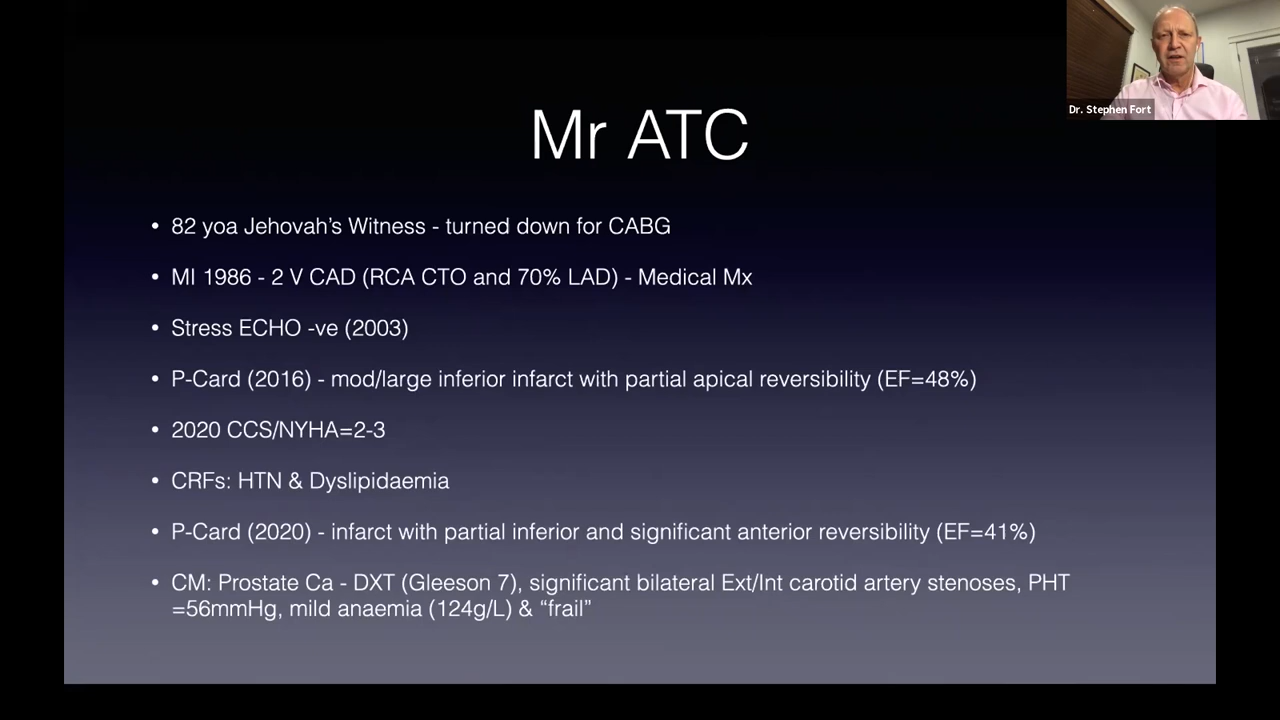 Dr. Stephen Fort
Mr ATC
• 82 yoa Jehovah’s Witness - turned down for CABG
• MI 1986 - 2 V CAD (RCA CTO and 70% LAD) - Medical Mx
• Stress ECHO -ve (2003)
• P-Card (2016) - mod/large inferior infarct with partial apical reversibility (EF=48%)
• 2020 CCS/NYHA=2-3
• CRFs: HTN & Dyslipidaemia
• P-Card (2020) - infarct with partial inferior and significant anterior reversibility (EF=41%)
• CM: Prostate Ca - DXT (Gleeson 7), significant bilateral Ext/Int carotid artery stenoses, PHT
=56mmHg, mild anaemia (124g/L) & “frail”